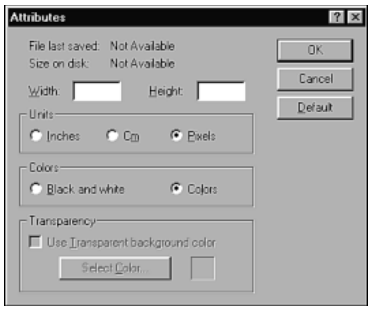 Attributes
File last saved: Not Available
Size on disk: Not Available
Width: Height:
Units
Inches Cm Pixels
Colors
Black and white Colors
Transparency
Use Transparent background color
Select Color...
OK
Cancel
Default